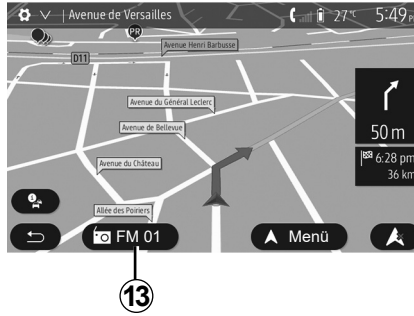 Avenue de Versailles
27 °C
5:49 P
PR
Avenue Henri Barbusse
D11
Avenue du Général Leclerc
Avenue de Bellevue
50 m
Avenue du Château
6:28 pm
36 km
Allée des Poiriers
FM 01
Menü
13